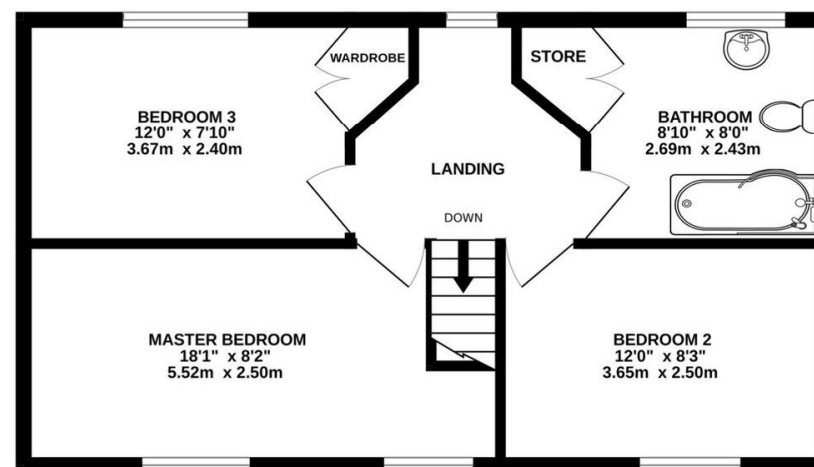 WARDROBE
STORE
BEDROOM 3
12'0" x 7'10"
3.67m x 2.40m
BATHROOM
8'10" x 8'0"
2.69m x 2.43m
LANDING
DOWN
MASTER BEDROOM
18'1" x 8'2"
5.52m x 2.50m
BEDROOM 2
12'0" x 8'3"
3.65m x 2.50m